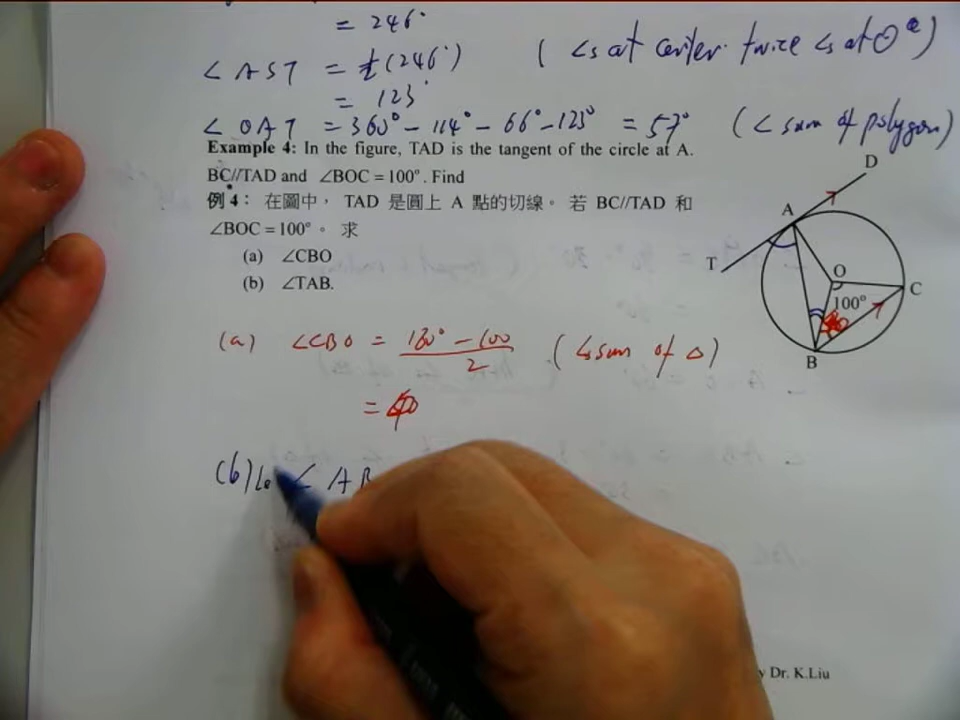 = 246°
∠AST = ½(246°) (∠s at center twice ∠s at ⊙ce)
= 123°
∠OAT = 360° - 114° - 66° - 123° = 57° (∠ sum of polygon)
Example 4: In the figure, TAD is the tangent of the circle at A.
BC//TAD and ∠BOC = 100°. Find
例 4： 在圖中， TAD 是圓上 A 點的切線。 若 BC//TAD 和
∠BOC = 100°。 求
(a) ∠CBO
(b) ∠TAB.
D
A
T
O
100°
C
B
(a) ∠CBO = 180° - 100 / 2 (∠s sum of △)
= 40
(b) ∠AB
Dr. K.Liu